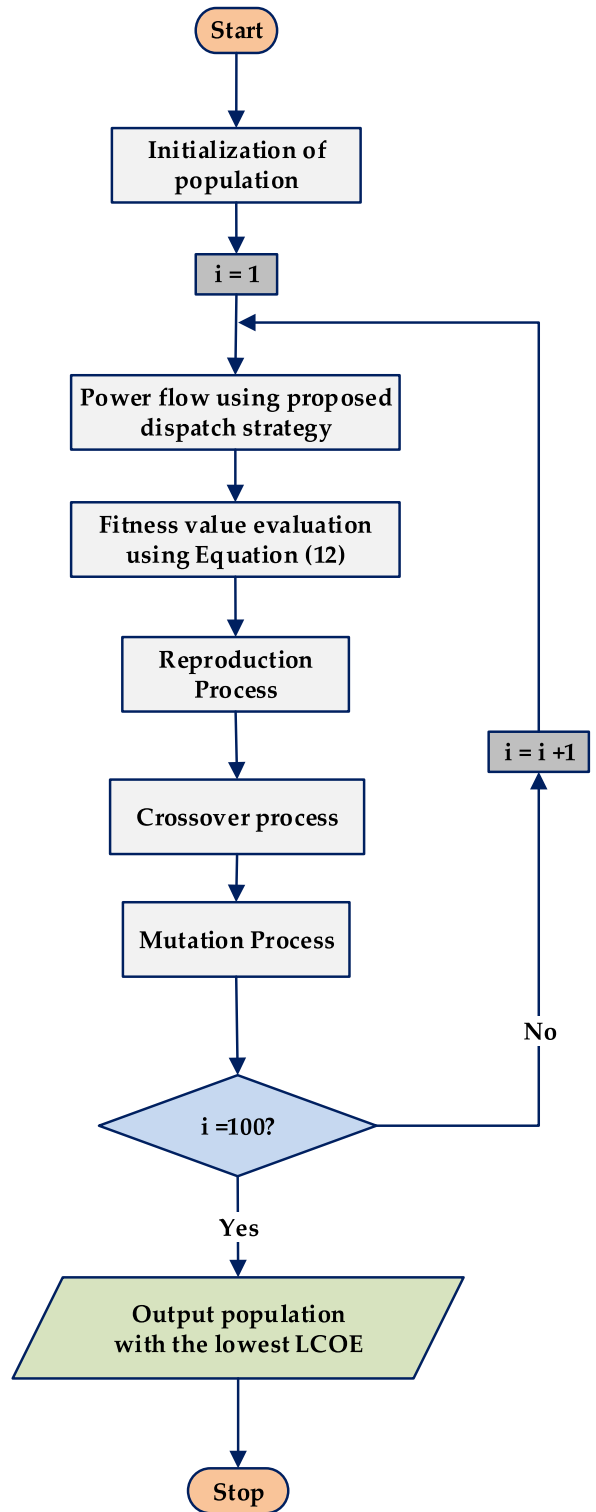 Start
Initialization of
population
i = 1
Power flow using proposed
dispatch strategy
Fitness value evaluation
using Equation (12)
Reproduction
Process
i = i +1
Crossover process
Mutation Process
No
i =100?
Yes
Output population
with the lowest LCOE
Stop